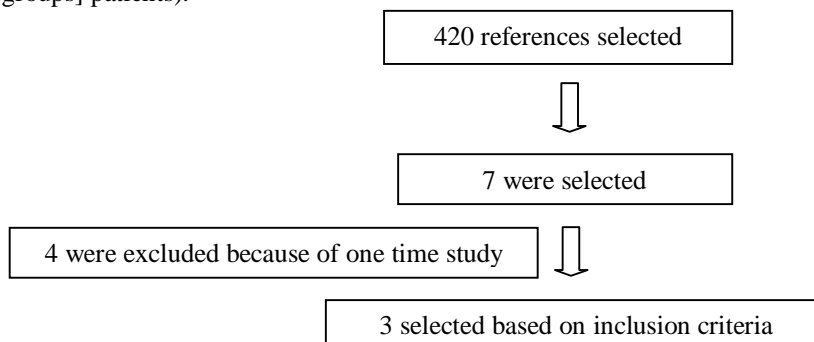 groups] patients).
420 references selected
7 were selected
4 were excluded because of one time study
3 selected based on inclusion criteria